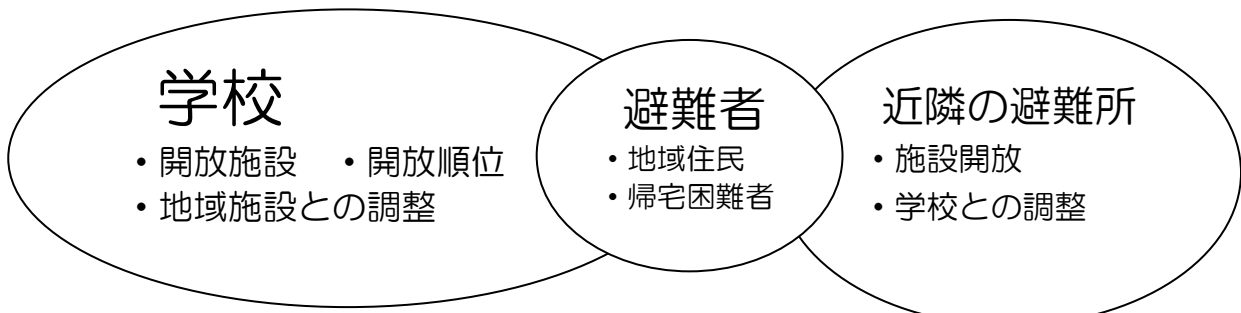 学校
・開放施設　・開放順位
・地域施設との調整
避難者
・地域住民
・帰宅困難者
近隣の避難所
・施設開放
・学校との調整